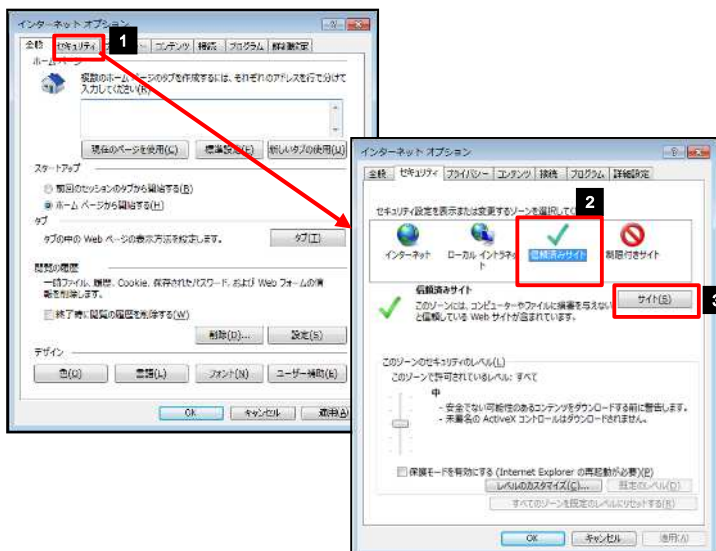 インターネット オプション
全般 セキュリティ コンテンツ 接続 プログラム 詳細設定
1
ホーム ページ
複数のホーム ページのタブを作成するには、それぞれのアドレスを行で分けて
入力してください(R)
現在のページを使用(C) 標準設定(F) 新しいタブの使用(U)
スタートアップ
前回のセッションのタブから開始する(B)
ホーム ページから開始する(H)
タブ
タブの中の Web ページの表示方法を設定します。 タブ(T)
閲覧の履歴
一時ファイル、履歴、Cookie、保存されたパスワード、および Web フォームの情
報を削除します。
終了時に閲覧の履歴を削除する(W)
削除(D)... 設定(S)
デザイン
色(O) 言語(L) フォント(N) ユーザー補助(E)
OK キャンセル 適用(A)
インターネット オプション
全般 セキュリティ プライバシー コンテンツ 接続 プログラム 詳細設定
セキュリティ設定を表示または変更するゾーンを選択して
2
インターネット ローカル イントラネッ
ト 信頼済みサイト 制限付きサイト
信頼済みサイト
このゾーンには、コンピューターやファイルに損害を与えない
と信頼している Web サイトが含まれています。
サイト(S)
3
このゾーンのセキュリティのレベル(L)
このゾーンで許可されているレベル: すべて
中
- 安全でない可能性のあるコンテンツをダウンロードする前に警告します。
- 未署名の ActiveX コントロールはダウンロードされません。
保護モードを有効にする (Internet Explorer の再起動が必要)(P)
レベルのカスタマイズ(C)... 既定のレベル(D)
すべてのゾーンを既定のレベルにリセットする(R)
OK キャンセル 適用(A)